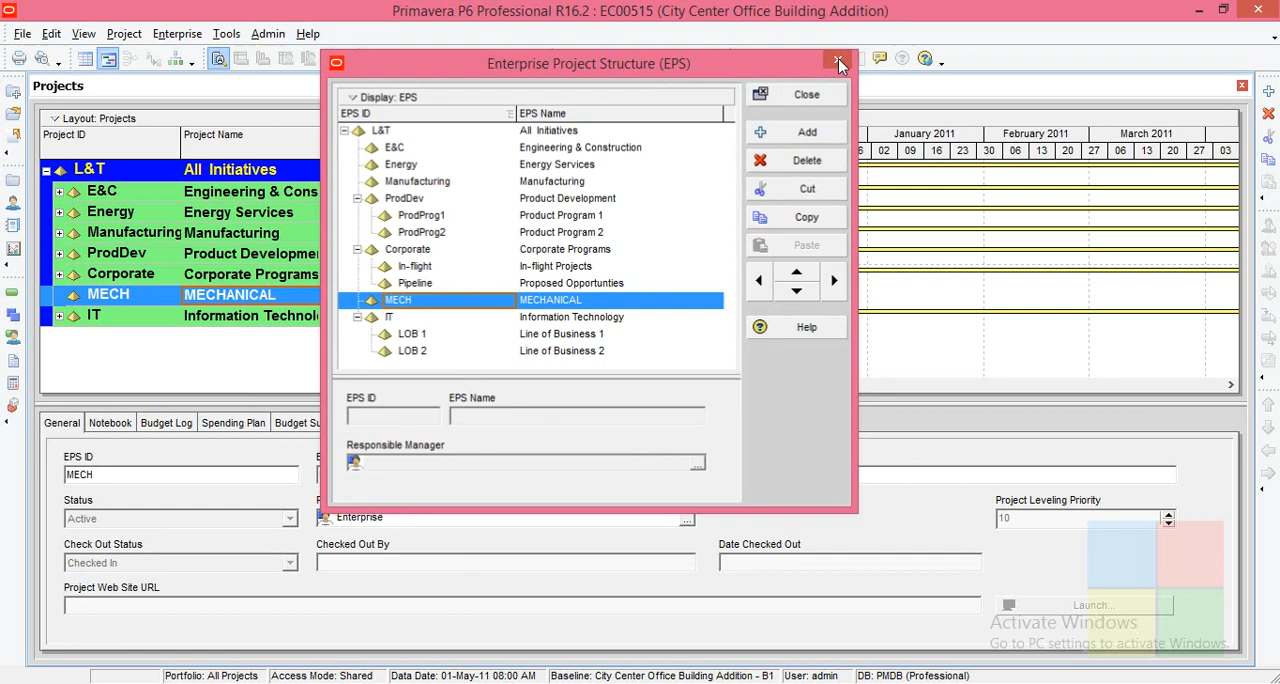 Primavera P6 Professional R16.2 : EC00515 (City Center Office Building Addition)
File Edit View Project Enterprise Tools Admin Help
Projects
Layout: Projects
Project ID Project Name
L&T All Initiatives
E&C Engineering & Cons
Energy Energy Services
Manufacturing Manufacturing
ProdDev Product Developme
Corporate Corporate Programs
MECH MECHANICAL
IT Information Technol
January 2011 February 2011 March 2011
02 09 16 23 30 06 13 20 27 06 13 20 27 03
Enterprise Project Structure (EPS)
Display: EPS
EPS ID EPS Name
L&T All Initiatives
E&C Engineering & Construction
Energy Energy Services
Manufacturing Manufacturing
ProdDev Product Development
ProdProg1 Product Program 1
ProdProg2 Product Program 2
Corporate Corporate Programs
In-flight In-flight Projects
Pipeline Proposed Opportunities
MECH MECHANICAL
IT Information Technology
LOB 1 Line of Business 1
LOB 2 Line of Business 2
Close
Add
Delete
Cut
Copy
Paste
Help
EPS ID EPS Name
Responsible Manager
General Notebook Budget Log Spending Plan Budget Su
EPS ID
MECH
Status
Active
Enterprise
Project Leveling Priority
10
Check Out Status Checked Out By Date Checked Out
Checked In
Project Web Site URL
Launch...
Activate Windows
Go to PC settings to activate Windows.
Portfolio: All Projects Access Mode: Shared Data Date: 01-May-11 08:00 AM Baseline: City Center Office Building Addition - B1 User: admin DB: PMDB (Professional)